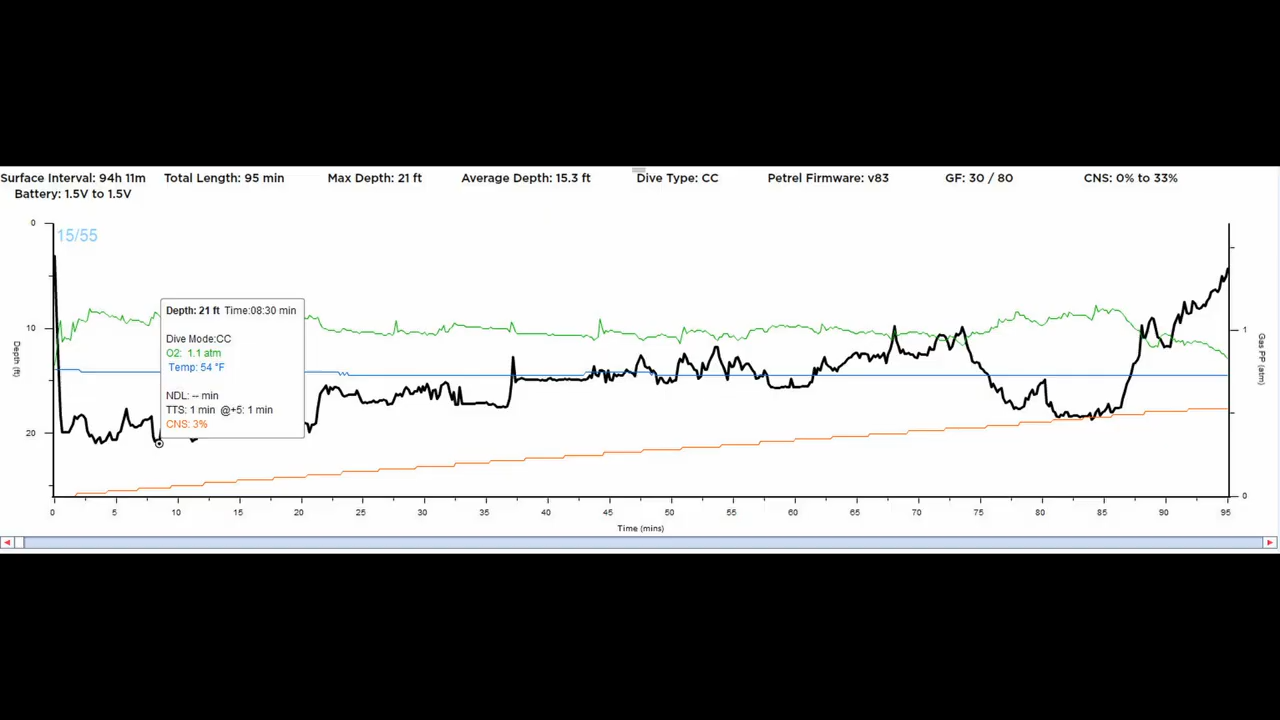 Surface Interval: 94h 11m Total Length: 95 min Max Depth: 21 ft Average Depth: 15.3 ft Dive Type: CC Petrel Firmware: v83 GF: 30 / 80 CNS: 0% to 33%
Battery: 1.5V to 1.5V
0
15/55
Depth: 21 ft Time:08:30 min
Dive Mode:CC
O2: 1.1 atm
Temp: 54 °F
NDL: -- min
TTS: 1 min @+5: 1 min
CNS: 3%
10
20
Depth (ft)
1
0
Gas PP (atm)
0 5 10 15 20 25 30 35 40 45 50 55 60 65 70 75 80 85 90 95
Time (mins)